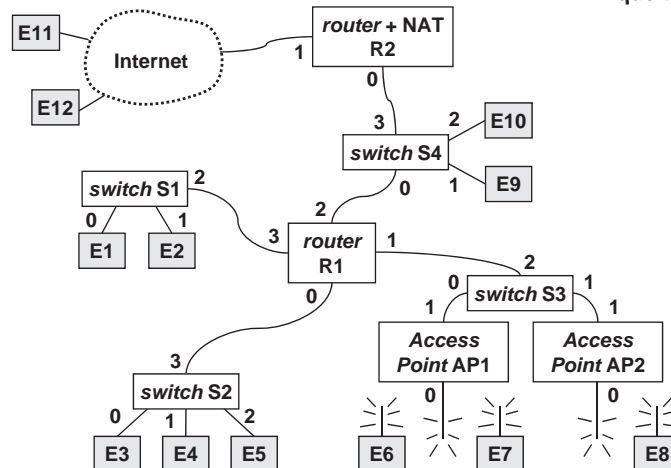 E11
router + NAT
R2
1
Internet
0
E12
3
2
E10
switch S4
0
1
E9
switch S1
2
0
1
E1
E2
2
3
router
R1
1
0
0
2
1
switch S3
1
1
Access
Point AP1
Access
Point AP2
0
0
3
switch S2
0
1
2
E3
E4
E5
E6
E7
E8